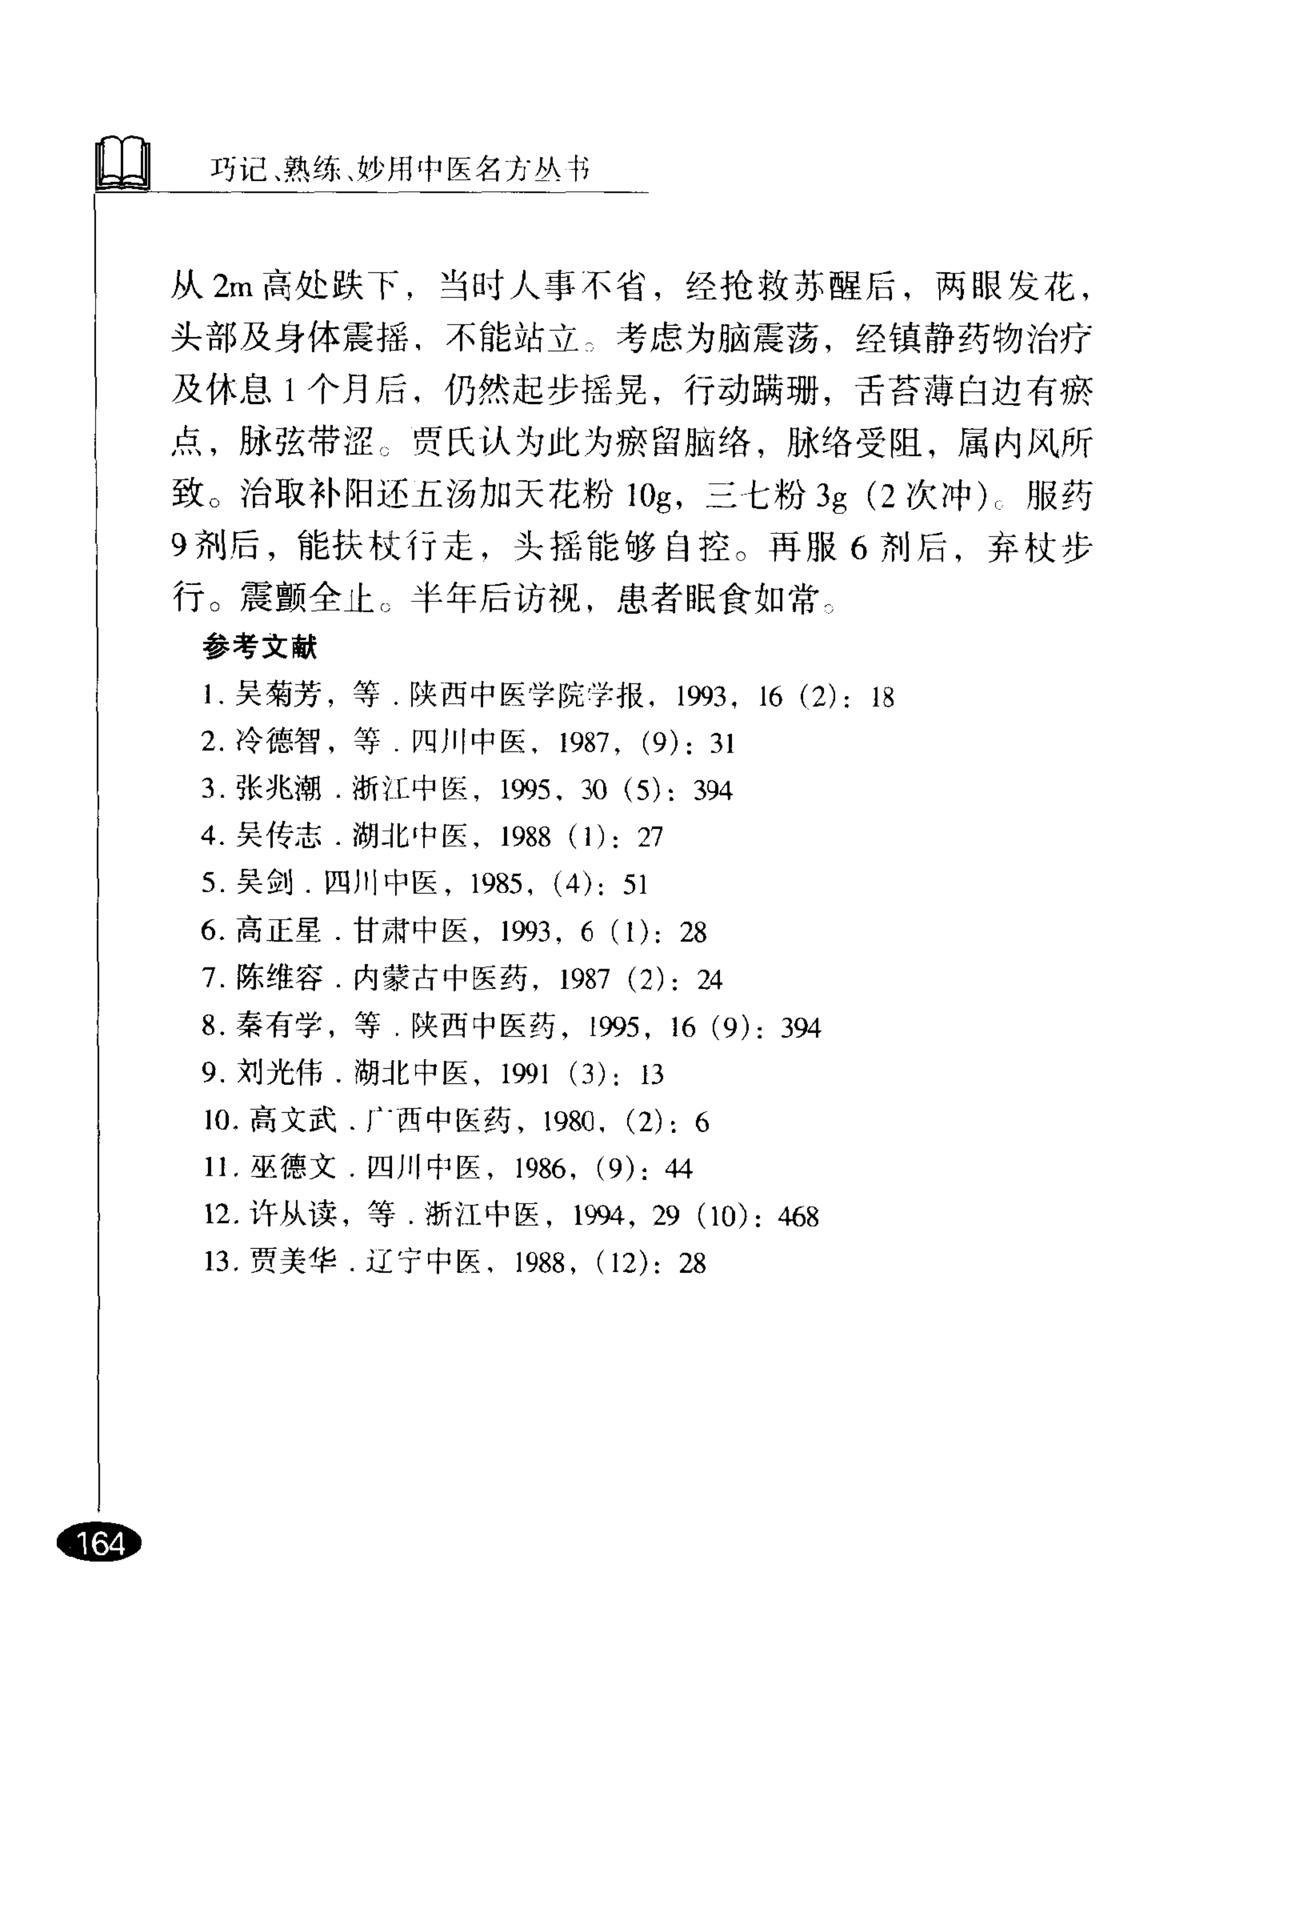 巧记、熟练、妙用中医名方丛书
从 2m 高处跌下，当时人事不省，经抢救苏醒后，两眼发花，
头部及身体震摇，不能站立。考虑为脑震荡，经镇静药物治疗
及休息 1 个月后，仍然起步摇晃，行动蹒珊，舌苔薄白边有瘀
点，脉弦带涩。贾氏认为此为瘀留脑络，脉络受阻，属内风所
致。治取补阳还五汤加天花粉 10g，三七粉 3g（2 次冲）。服药
9 剂后，能扶杖行走，头摇能够自控。再服 6 剂后，弃杖步
行。震颤全止。半年后访视，患者眠食如常。
参考文献
1. 吴菊芳，等．陕西中医学院学报，1993，16（2）：18
2. 冷德智，等．四川中医，1987，（9）：31
3. 张兆潮．浙江中医，1995，30（5）：394
4. 吴传志．湖北中医，1988（1）：27
5. 吴剑．四川中医，1985，（4）：51
6. 高正星．甘肃中医，1993，6（1）：28
7. 陈维容．内蒙古中医药，1987（2）：24
8. 秦有学，等．陕西中医药，1995，16（9）：394
9. 刘光伟．湖北中医，1991（3）：13
10. 高文武．广西中医药，1980，（2）：6
11. 巫德文．四川中医，1986，（9）：44
12. 许从读，等．浙江中医，1994，29（10）：468
13. 贾美华．辽宁中医，1988，（12）：28
164